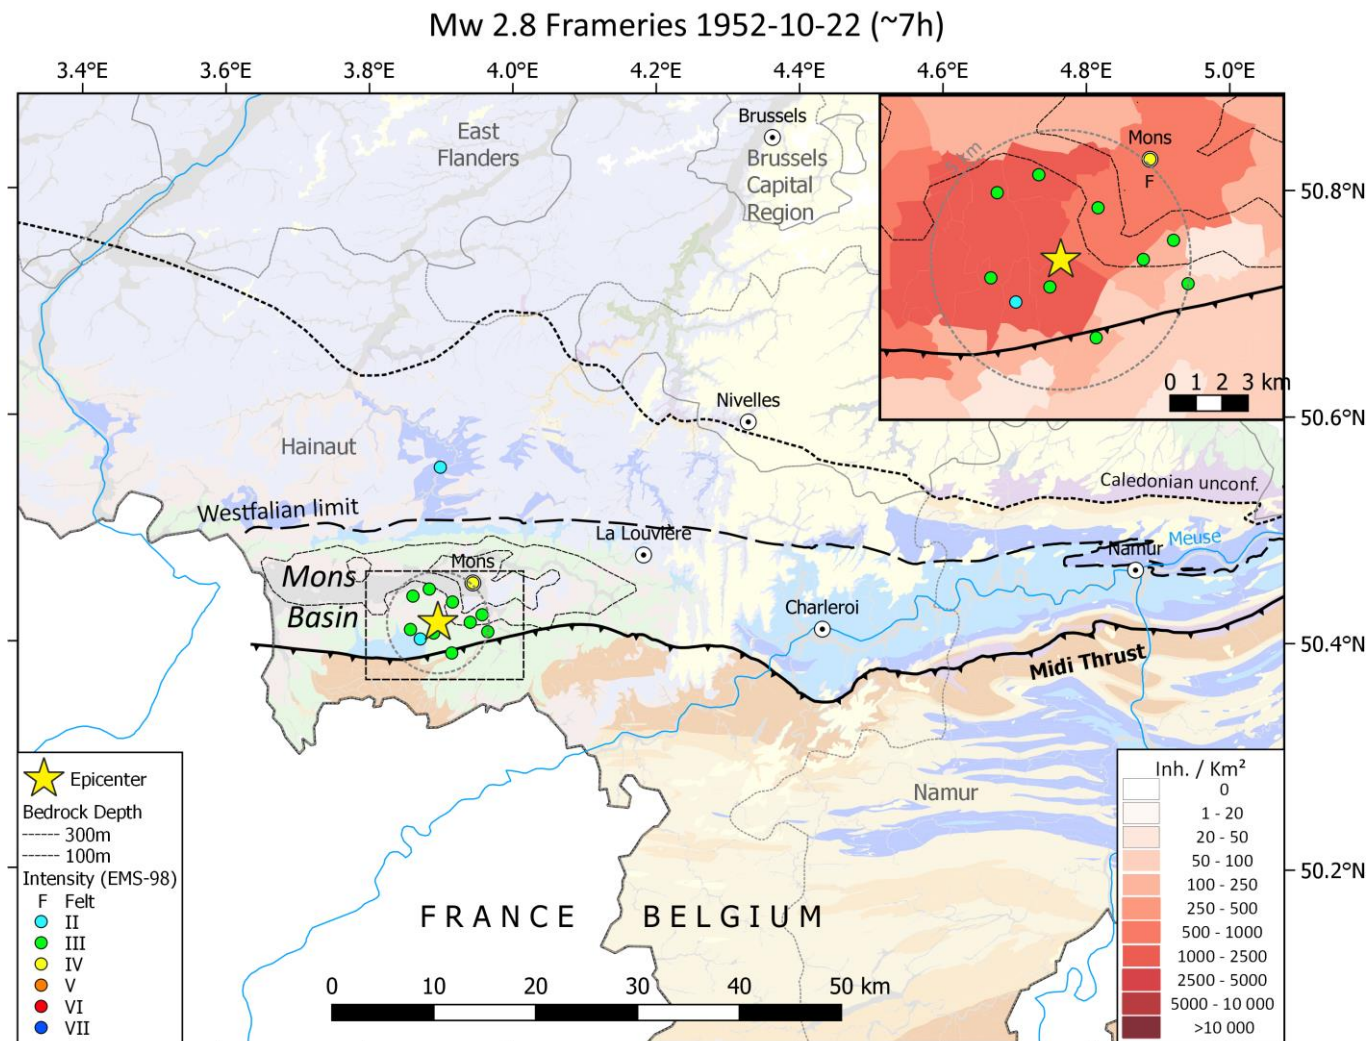 Mw 2.8 Frameries 1952-10-22 (~7h)
3.4°E 3.6°E 3.8°E 4.0°E 4.2°E 4.4°E 4.6°E 4.8°E 5.0°E
East
Flanders
Brussels
Brussels
Capital
Region
Mons
F
km
0 1 2 3 km
50.8°N
Nivelles
50.6°N
Hainaut
Caledonian unconf.
Westfalian limit
La Louvière
Mons
Namur
Meuse
Mons
Basin
Charleroi
50.4°N
Midi Thrust
Namur
50.2°N
FRANCE BELGIUM
0 10 20 30 40 50 km
Epicenter
Bedrock Depth
300m
100m
Intensity (EMS-98)
F Felt
II
III
IV
V
VI
VII
Inh. / Km²
0
1 - 20
20 - 50
50 - 100
100 - 250
250 - 500
500 - 1000
1000 - 2500
2500 - 5000
5000 - 10 000
>10 000